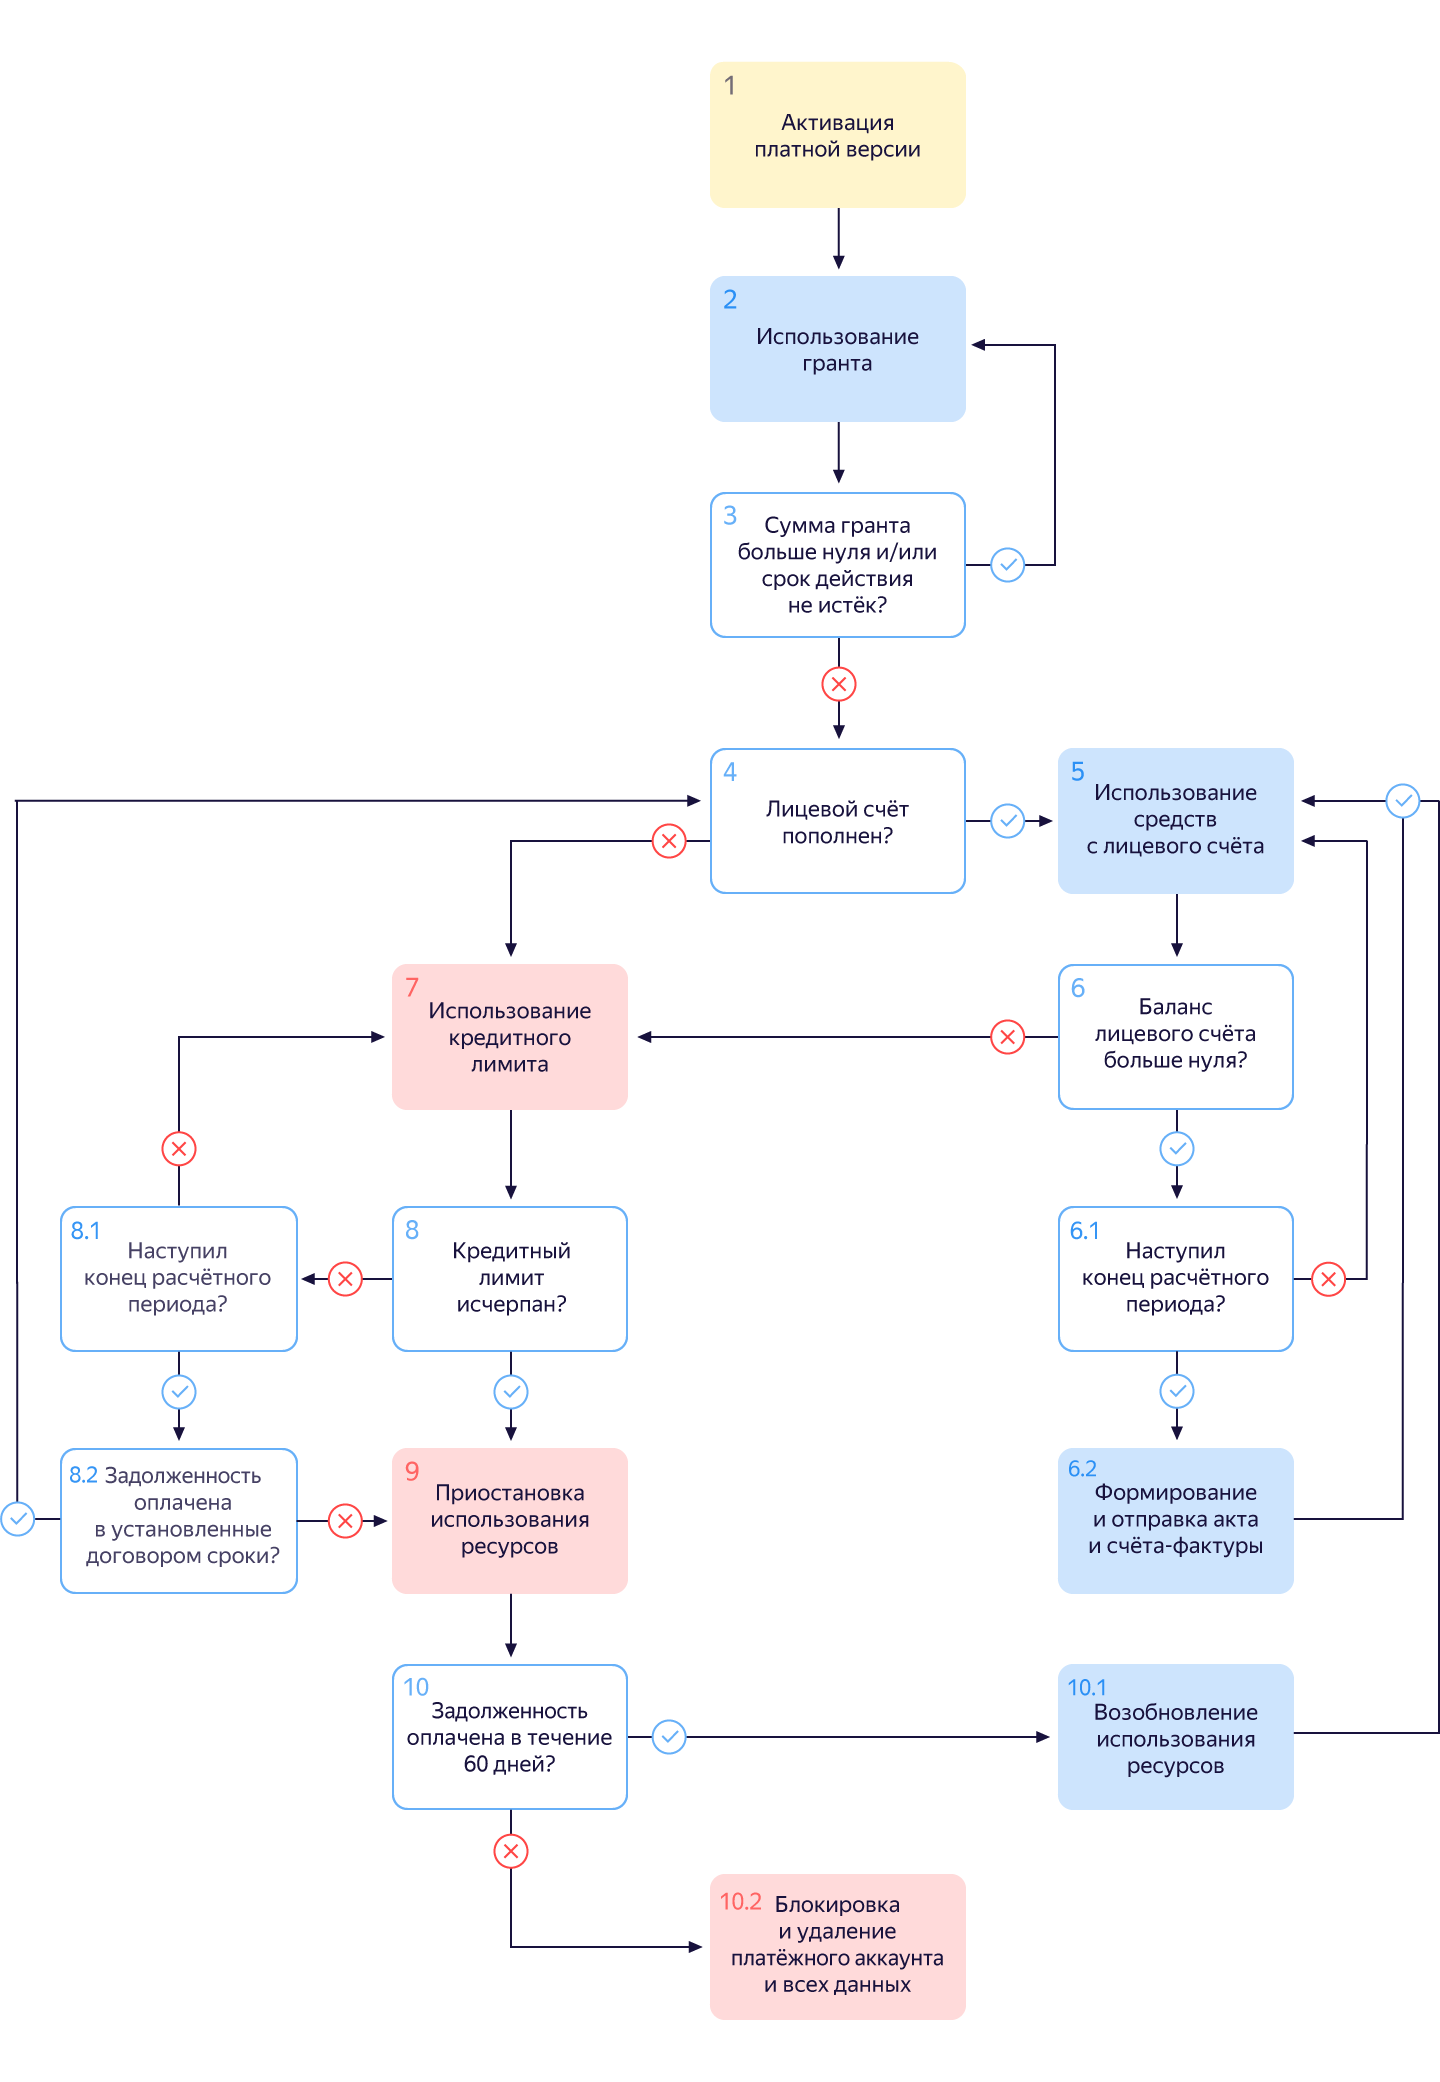 1
Активация
платной версии
2
Использование
гранта
3
Сумма гранта
больше нуля и/или
срок действия
не истёк?
4
Лицевой счёт
пополнен?
5
Использование
средств
с лицевого счёта
7
Использование
кредитного
лимита
6
Баланс
лицевого счёта
больше нуля?
8.1
Наступил
конец расчётного
периода?
8
Кредитный
лимит
исчерпан?
6.1
Наступил
конец расчётного
периода?
8.2 Задолженность
оплачена
в установленные
договором сроки?
9
Приостановка
использования
ресурсов
6.2
Формирование
и отправка акта
и счёта-фактуры
10
Задолженность
оплачена в течение
60 дней?
10.1
Возобновление
использования
ресурсов
10.2 Блокировка
и удаление
платёжного аккаунта
и всех данных